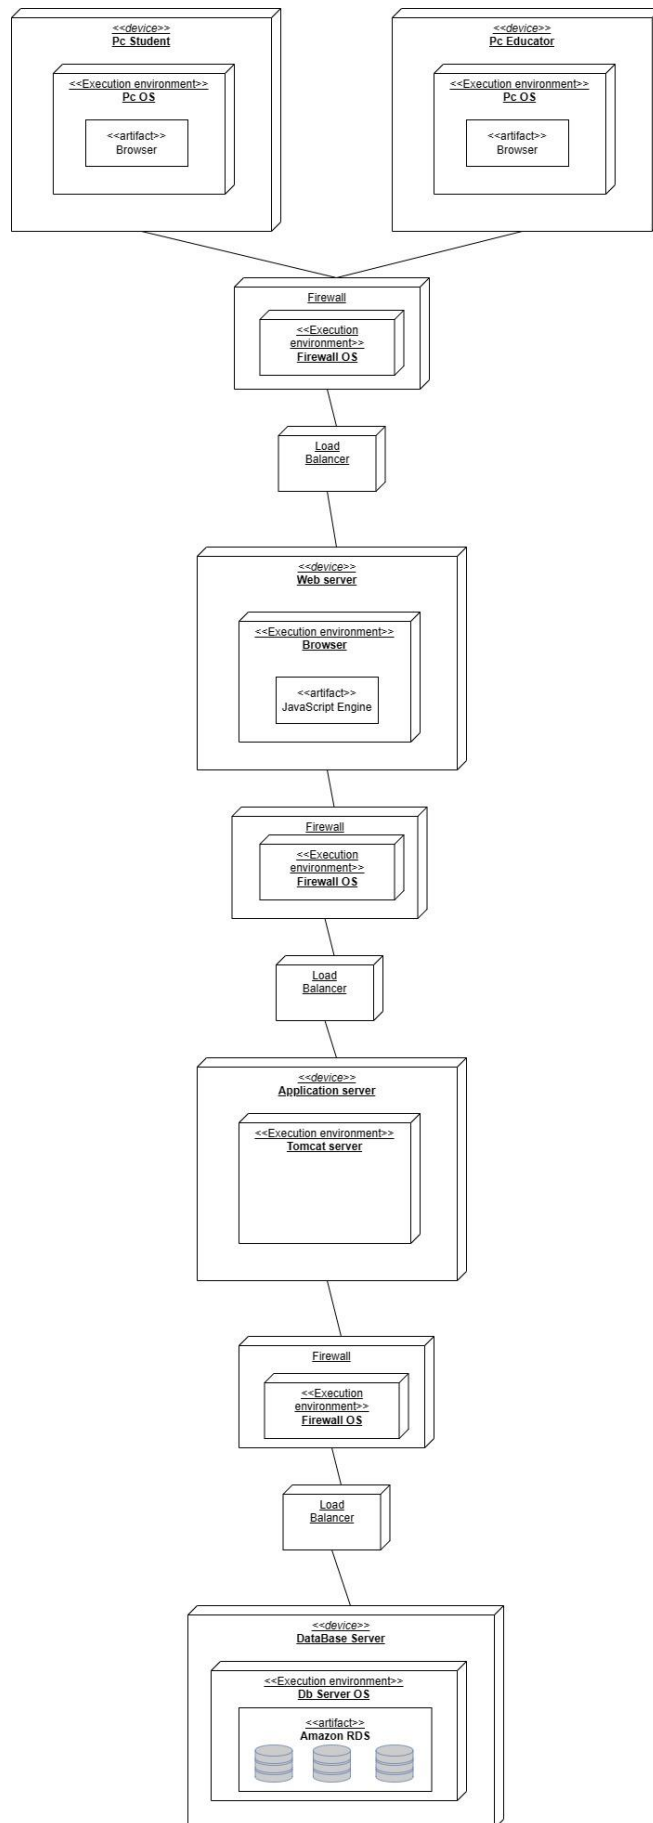 <<device>>
Pc Student
<<Execution environment>>
Pc OS
<<artifact>>
Browser
<<device>>
Pc Educator
<<Execution environment>>
Pc OS
<<artifact>>
Browser
Firewall
<<Execution
environment>>
Firewall OS
Load
Balancer
<<device>>
Web server
<<Execution environment>>
Browser
<<artifact>>
JavaScript Engine
Firewall
<<Execution
environment>>
Firewall OS
Load
Balancer
<<device>>
Application server
<<Execution environment>>
Tomcat server
Firewall
<<Execution
environment>>
Firewall OS
Load
Balancer
<<device>>
DataBase Server
<<Execution environment>>
Db Server OS
<<artifact>>
Amazon RDS